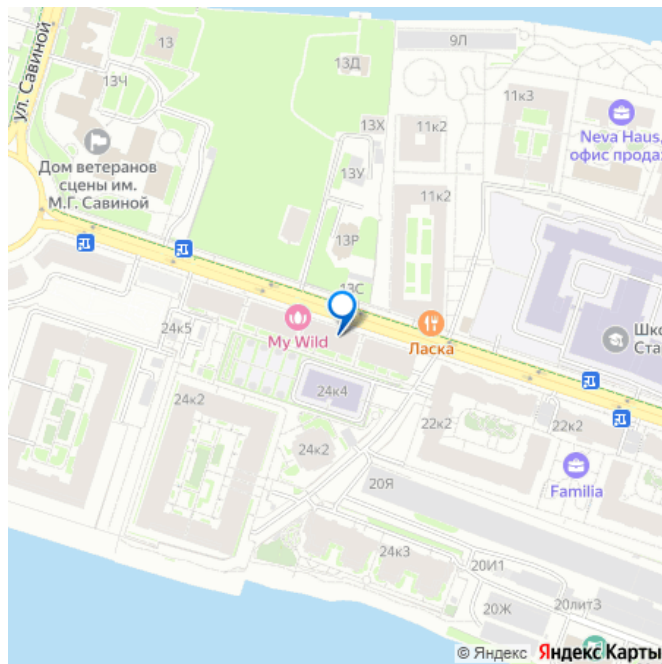 9Л
ул. Савиной
13
13Д
13Ч
11к3
13Х
11к2
Neva Haus,
офис продаж
Дом ветеранов
сцены им.
М.Г. Савиной
13У
11к2
13Р
13С
24к5
My Wild
Ласка
Шко
Ста
24к4
24к2
22к2
22к2
24к2
20Я
Familia
24к3
20И1
20Ж
20лит3
© Яндекс Яндекс Карты